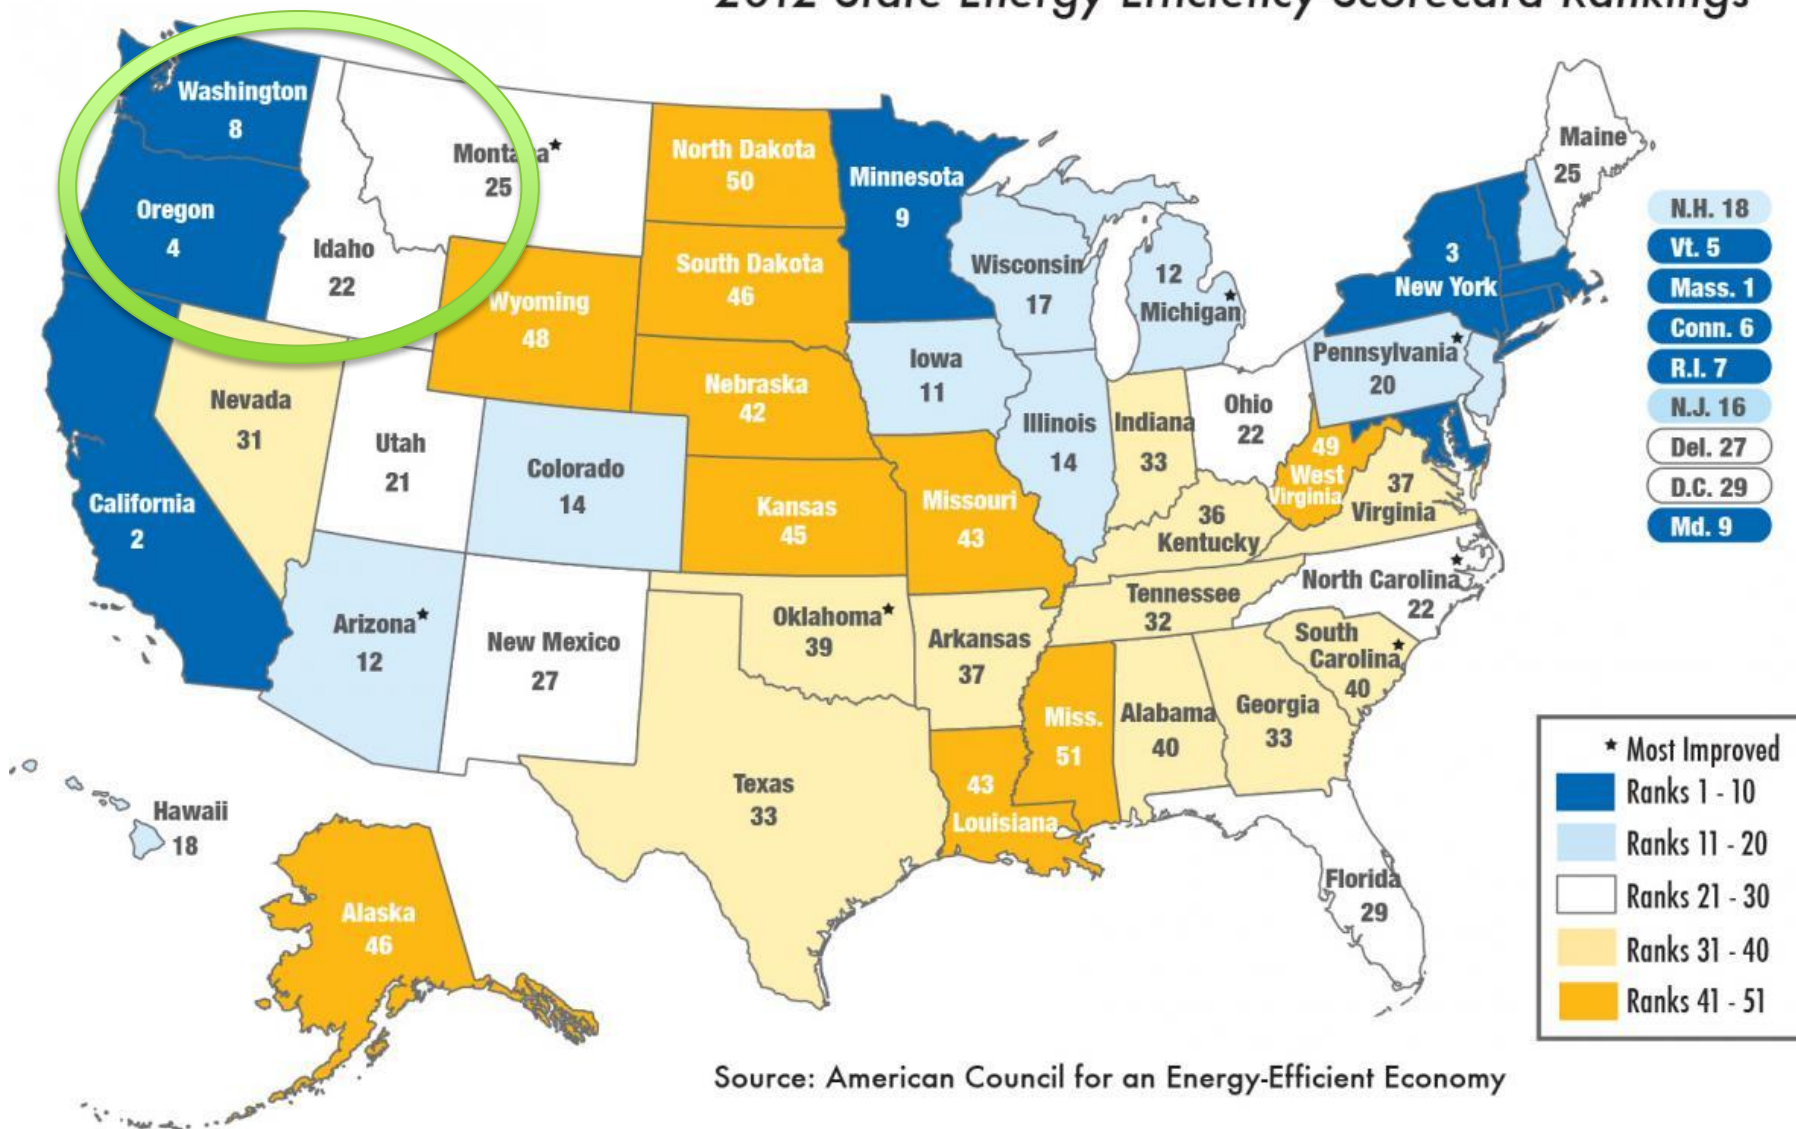 2012 State Energy Efficiency Scorecard Rankings
Washington
8
Oregon
4
Idaho
22
Montana
25
Wyoming
48
North Dakota
50
South Dakota
46
Nebraska
42
Kansas
45
Minnesota
9
Wisconsin
17
12
Michigan
Iowa
11
Illinois
14
Indiana
33
Ohio
22
Pennsylvania
20
3
New York
Maine
25
N.H. 18
Vt. 5
Mass. 1
Conn. 6
R.I. 7
N.J. 16
Del. 27
D.C. 29
Md. 9
Nevada
31
Utah
21
Colorado
14
California
2
Arizona
12
New Mexico
27
Oklahoma
39
Texas
33
Missouri
43
Arkansas
37
43
Louisiana
Miss.
51
Alabama
40
Georgia
33
Tennessee
32
36
Kentucky
49
West
Virginia
37
Virginia
North Carolina
22
South
Carolina
40
Florida
29
Hawaii
18
Alaska
46
Most Improved
Ranks 1 - 10
Ranks 11 - 20
Ranks 21 - 30
Ranks 31 - 40
Ranks 41 - 51
Source: American Council for an Energy-Efficient Economy